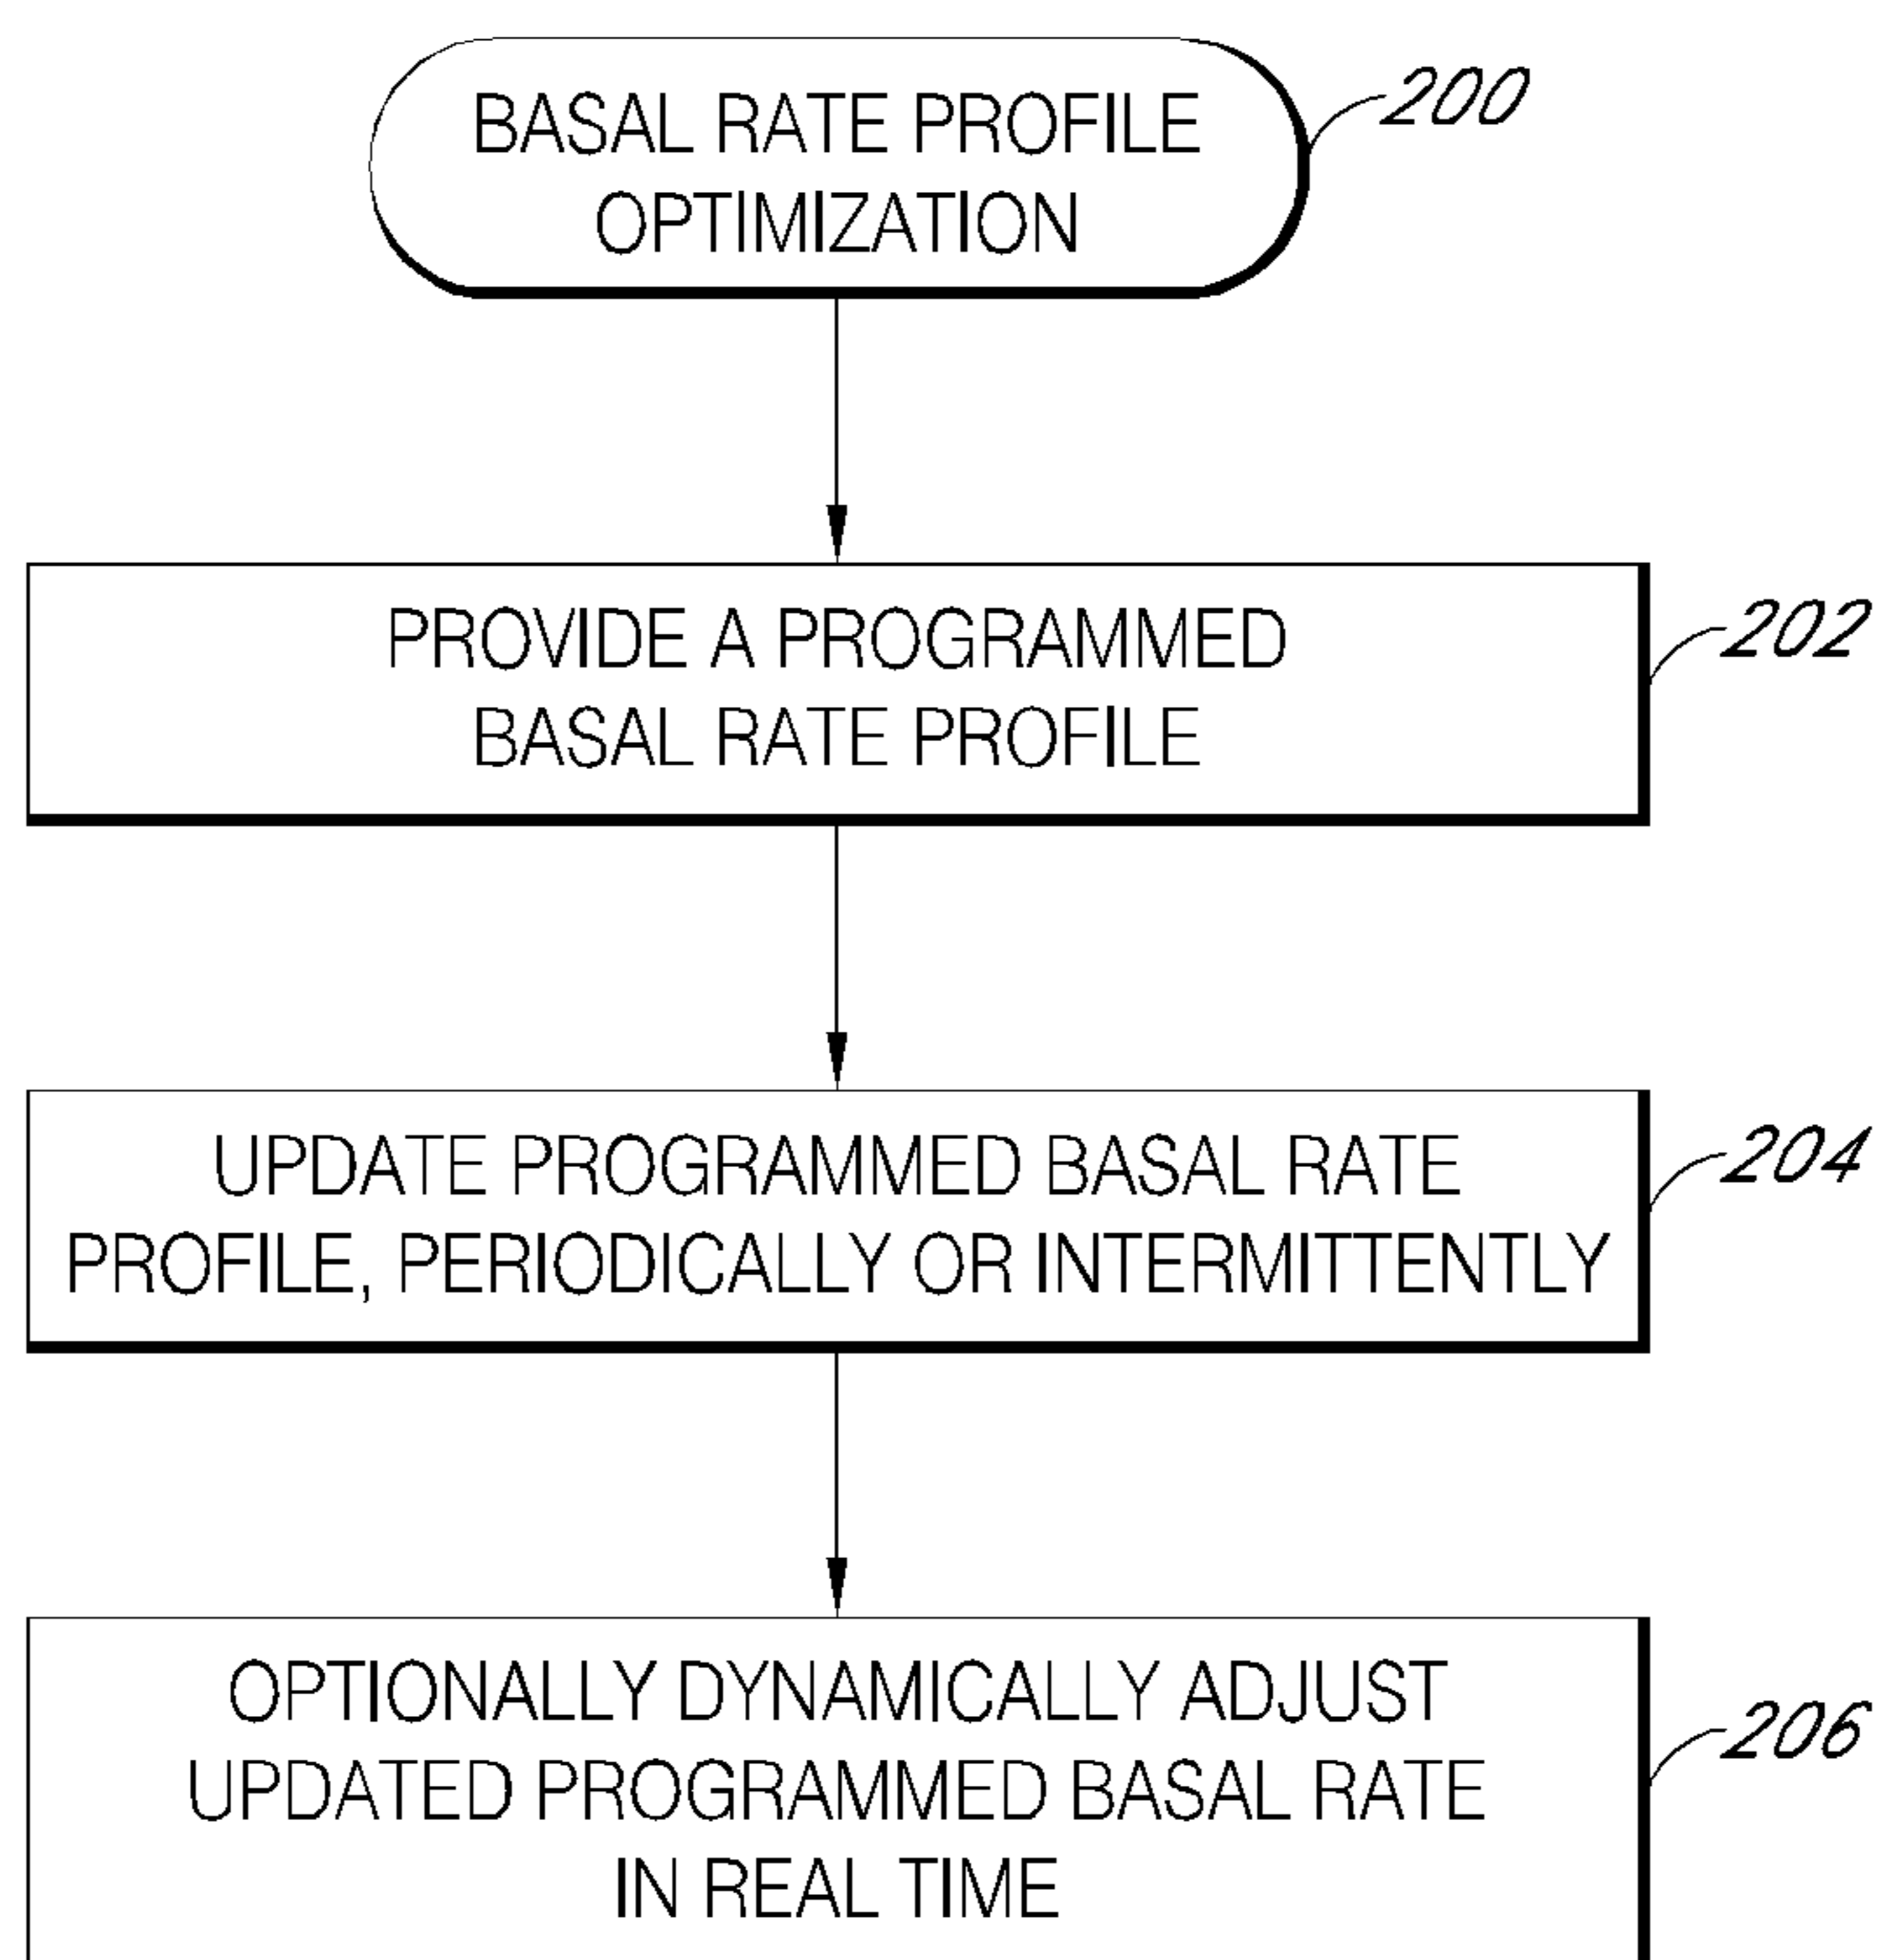 BASAL RATE PROFILE
OPTIMIZATION
200
PROVIDE A PROGRAMMED
BASAL RATE PROFILE
202
UPDATE PROGRAMMED BASAL RATE
PROFILE, PERIODICALLY OR INTERMITTENTLY
204
OPTIONALLY DYNAMICALLY ADJUST
UPDATED PROGRAMMED BASAL RATE
IN REAL TIME
206